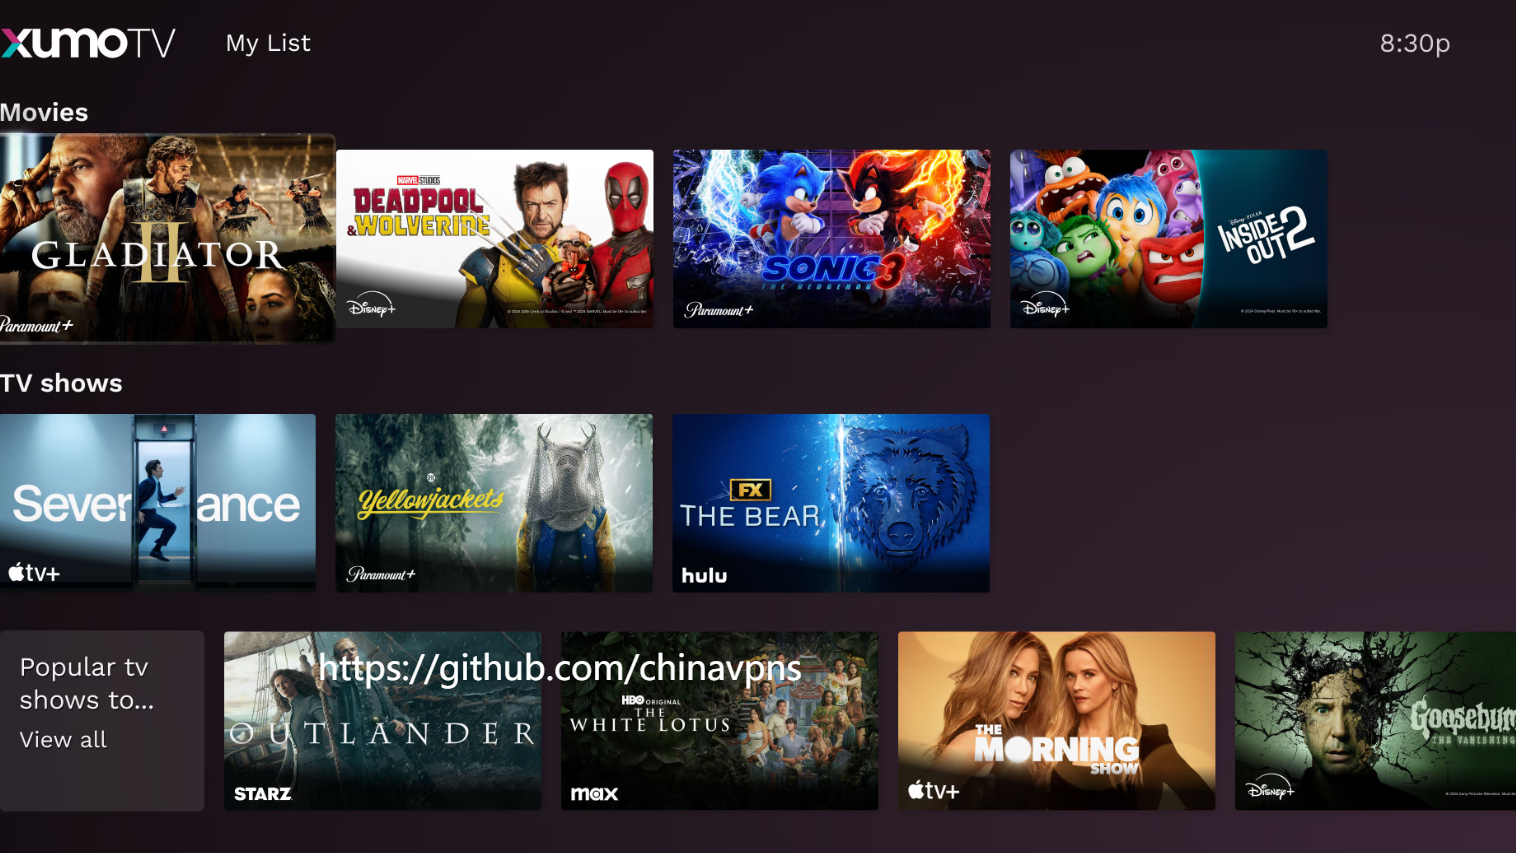 xumo TV My List 8:30p
Movies
GLADIATOR
II
Paramount+
MARVEL STUDIOS
DEADPOOL
& WOLVERINE
Disney+
SONIC 3
THE HEDGEHOG
Paramount+
Disney PIXAR
INSIDE OUT 2
Disney+
TV shows
Severance
tv+
Yellowjackets
Paramount+
FX
THE BEAR
hulu
Popular tv
shows to...
View all
https://github.com/chinavpns
OUTLANDER
STARZ
HBO ORIGINAL
THE
WHITE LOTUS
max
THE
MORNING
SHOW
tv+
Goosebum
THE VANISHING
Disney+